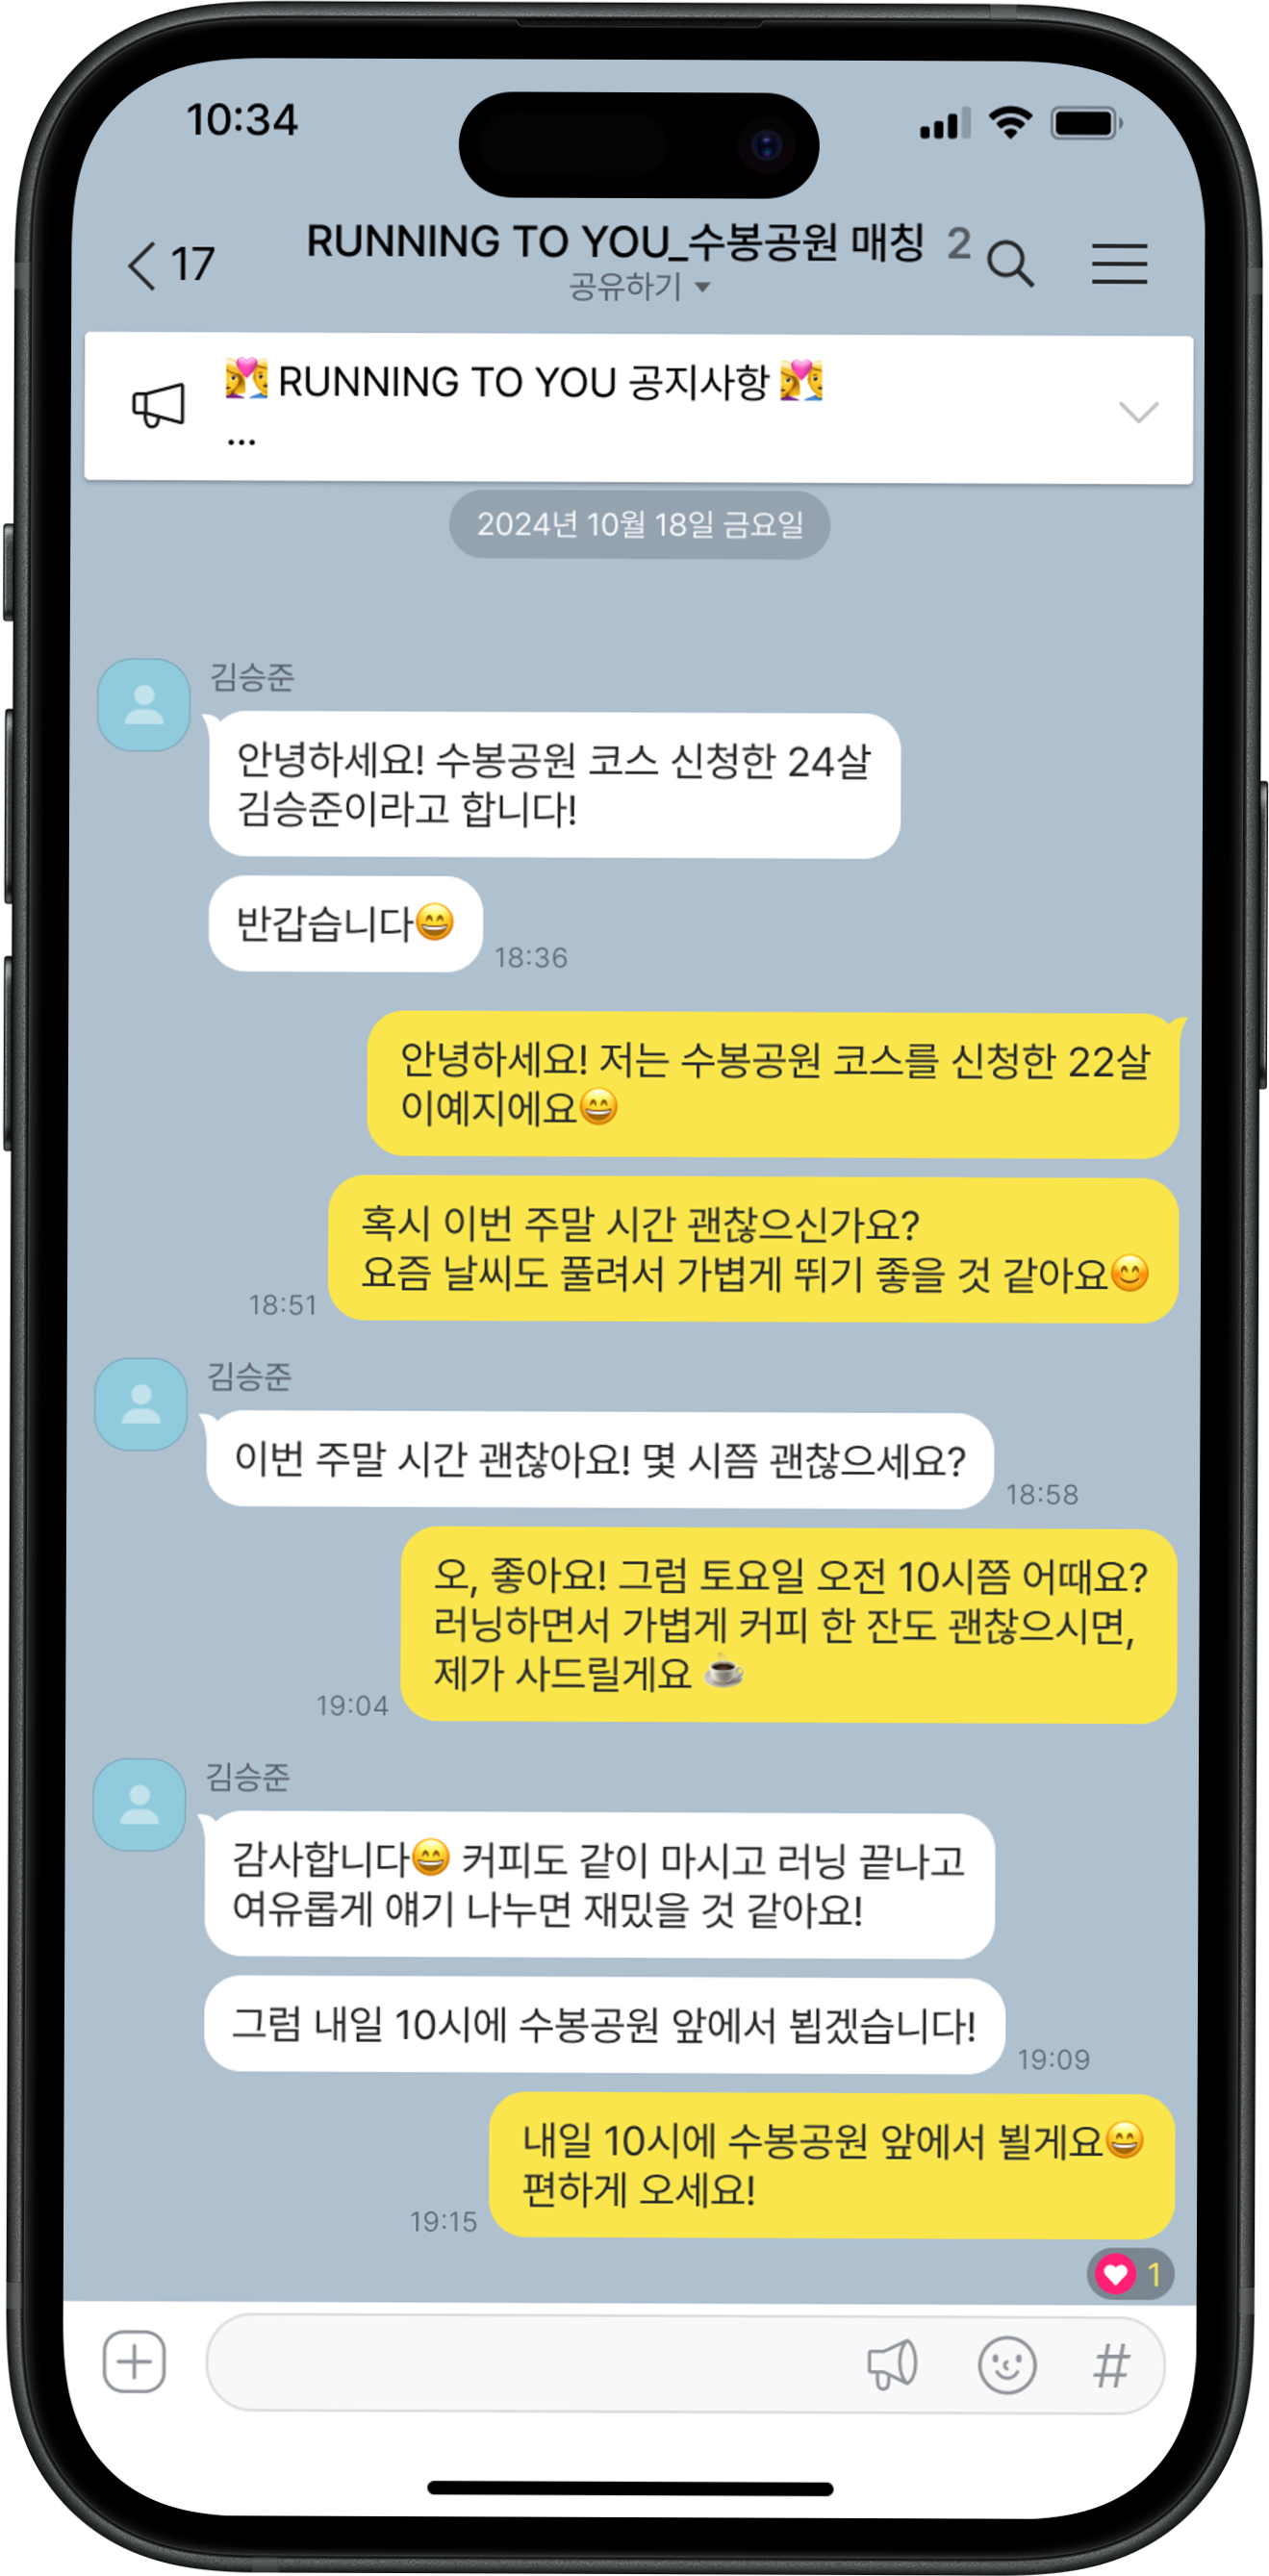 10:34
17
RUNNING TO YOU_수봉공원 매칭 2
공유하기
👩‍❤️‍👨 RUNNING TO YOU 공지사항 👩‍❤️‍👨
...
2024년 10월 18일 금요일
김승준
안녕하세요! 수봉공원 코스 신청한 24살
김승준이라고 합니다!
반갑습니다😄
18:36
안녕하세요! 저는 수봉공원 코스를 신청한 22살
이예지에요😄
혹시 이번 주말 시간 괜찮으신가요?
요즘 날씨도 풀려서 가볍게 뛰기 좋을 것 같아요😊
18:51
김승준
이번 주말 시간 괜찮아요! 몇 시쯤 괜찮으세요?
18:58
오, 좋아요! 그럼 토요일 오전 10시쯤 어때요?
러닝하면서 가볍게 커피 한 잔도 괜찮으시면,
제가 사드릴게요 ☕
19:04
김승준
감사합니다😄 커피도 같이 마시고 러닝 끝나고
여유롭게 얘기 나누면 재밌을 것 같아요!
그럼 내일 10시에 수봉공원 앞에서 뵙겠습니다!
19:09
내일 10시에 수봉공원 앞에서 뵐게요😄
편하게 오세요!
19:15
1
#